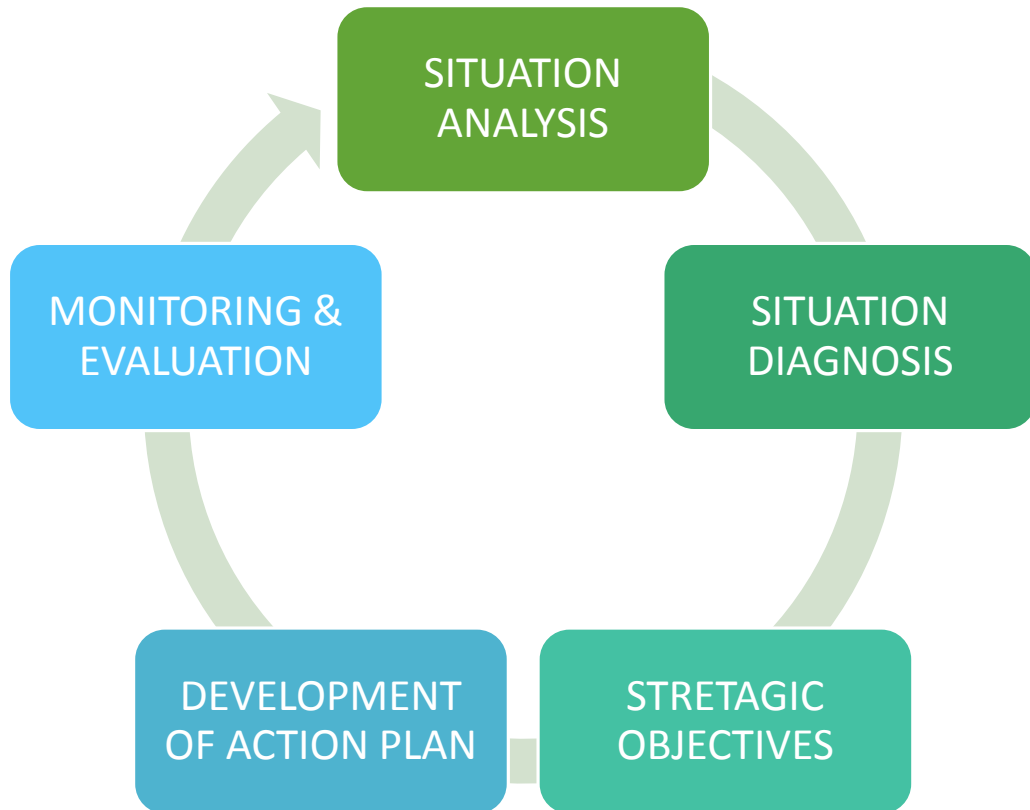 SITUATION
ANALYSIS
SITUATION
DIAGNOSIS
STRETAGIC
OBJECTIVES
DEVELOPMENT
OF ACTION PLAN
MONITORING &
EVALUATION